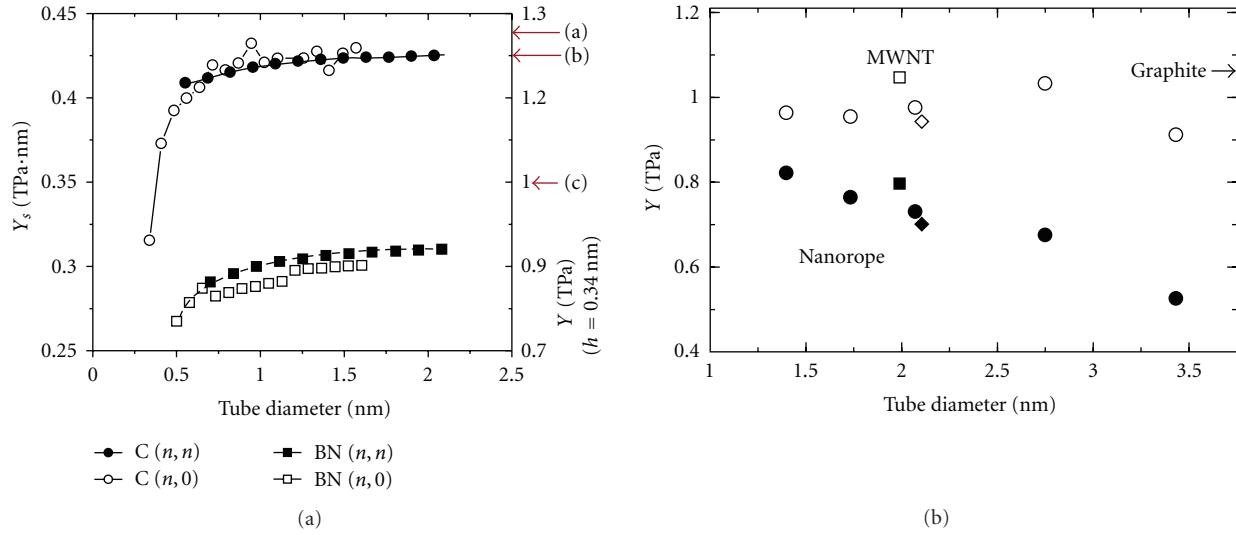 0.45
0.4
0.35
0.3
0.25
Y_s (TPa·nm)
1.3
1.2
1
0.9
0.7
Y (TPa)
(h = 0.34 nm)
(a)
(b)
(c)
0
0.5
1
1.5
2
2.5
Tube diameter (nm)
C (n, n)
BN (n, n)
C (n, 0)
BN (n, 0)
(a)
1.2
1
0.8
0.6
0.4
Y (TPa)
MWNT
Graphite →
Nanorope
1
1.5
2
2.5
3
3.5
Tube diameter (nm)
(b)